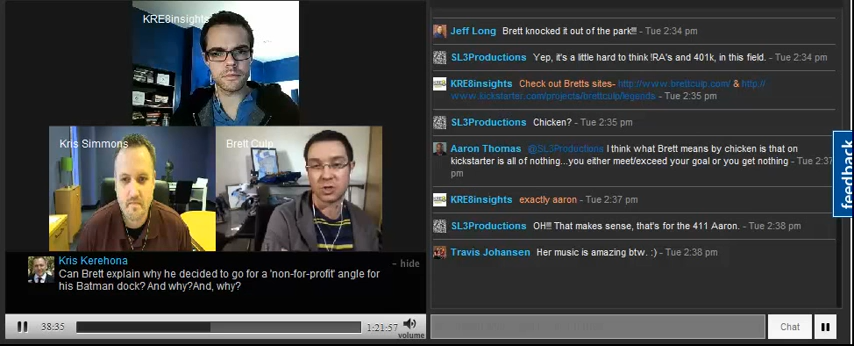 KRE8insights
Kris Simmons
Brett Culp
Kris Kerehona
Can Brett explain why he decided to go for a 'non-for-profit' angle for
his Batman dock? And why?And, why?
– hide
38:35
1:21:57
volume
Jeff Long Brett knocked it out of the park!!! - Tue 2:34 pm
SL3Productions Yep, it's a little hard to think !RA's and 401k, in this field. - Tue 2:34 pm
KRE8insights Check out Bretts sites- http://www.brettculp.com/ & http://
www.kickstarter.com/projects/brettculp/legends - Tue 2:35 pm
SL3Productions Chicken? - Tue 2:35 pm
Aaron Thomas @SL3Productions I think what Brett means by chicken is that on
kickstarter is all of nothing...you either meet/exceed your goal or you get nothing - Tue 2:37
pm
KRE8insights exactly aaron - Tue 2:37 pm
SL3Productions OH!!! That makes sense, that's for the 411 Aaron. - Tue 2:38 pm
Travis Johansen Her music is amazing btw. :) - Tue 2:38 pm
Chat
feedback